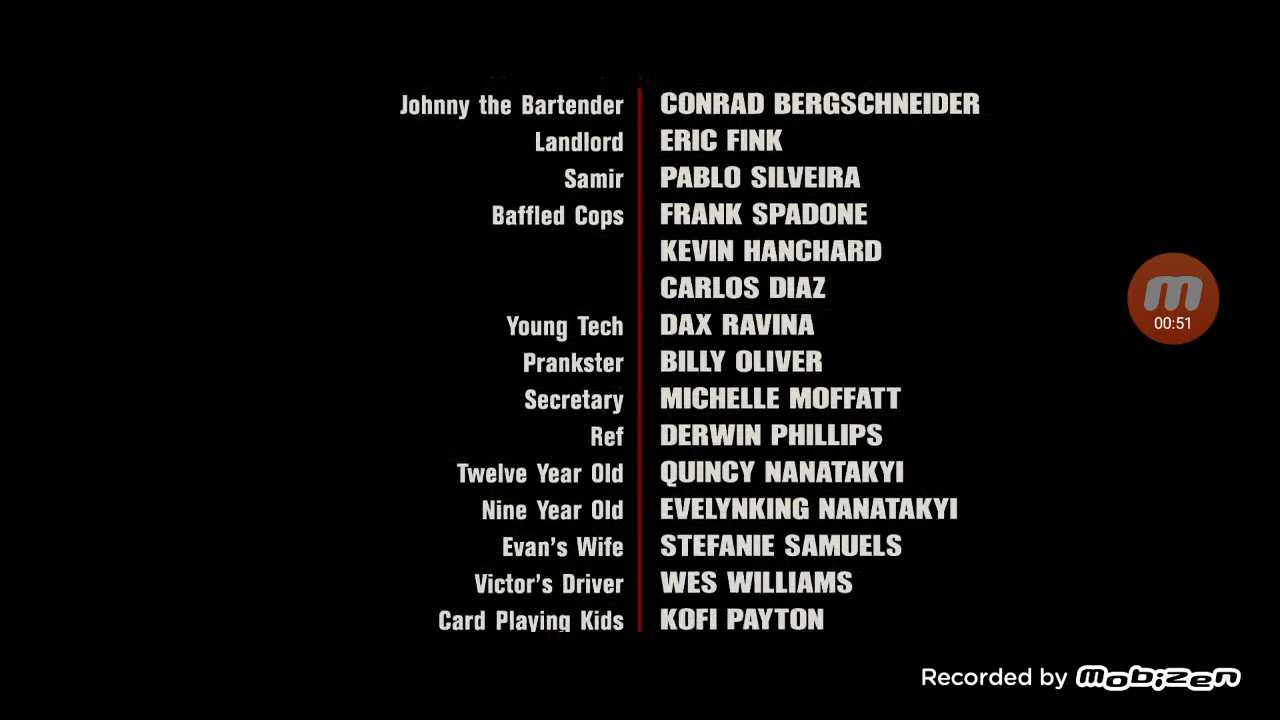 Johnny the Bartender CONRAD BERGSCHNEIDER
Landlord ERIC FINK
Samir PABLO SILVEIRA
Baffled Cops FRANK SPADONE
KEVIN HANCHARD
CARLOS DIAZ
Young Tech DAX RAVINA
Prankster BILLY OLIVER
Secretary MICHELLE MOFFATT
Ref DERWIN PHILLIPS
Twelve Year Old QUINCY NANATAKYI
Nine Year Old EVELYNKING NANATAKYI
Evan's Wife STEFANIE SAMUELS
Victor's Driver WES WILLIAMS
Card Playing Kids KOFI PAYTON
m
00:51
Recorded by mobizen